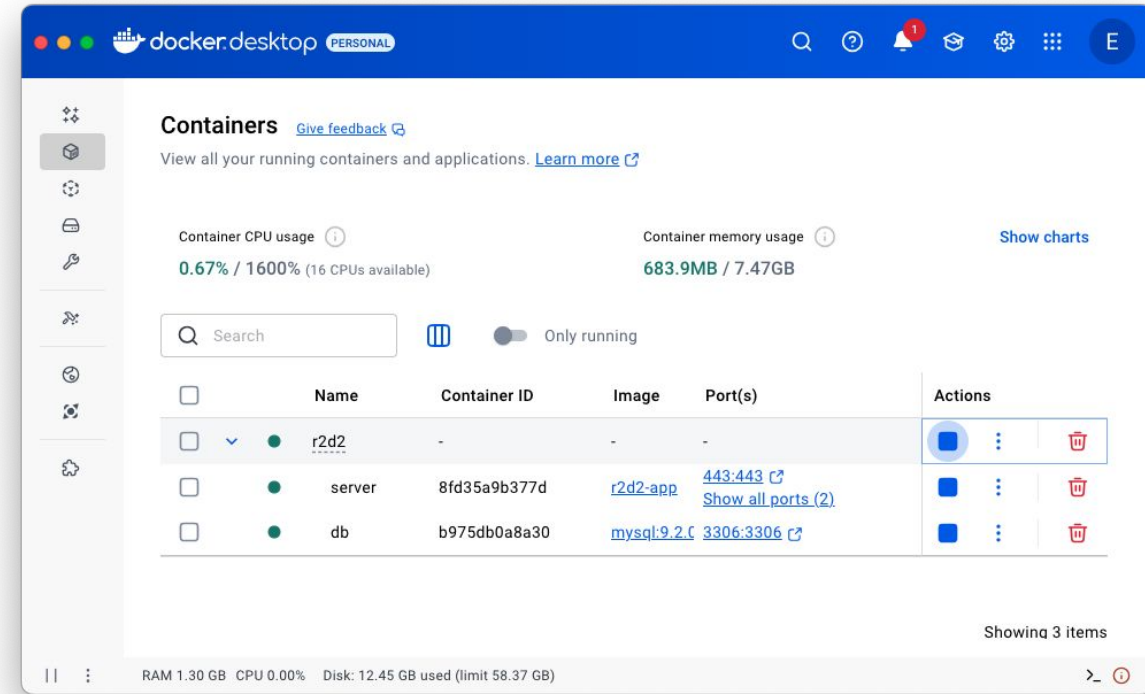 docker.desktop PERSONAL 1 E
Containers Give feedback
View all your running containers and applications. Learn more
Container CPU usage Container memory usage Show charts
0.67% / 1600% (16 CPUs available) 683.9MB / 7.47GB
Search Only running
Name Container ID Image Port(s) Actions
r2d2 - - -
server 8fd35a9b377d r2d2-app 443:443
Show all ports (2)
db b975db0a8a30 mysql:9.2.0 3306:3306
Showing 3 items
RAM 1.30 GB CPU 0.00% Disk: 12.45 GB used (limit 58.37 GB)